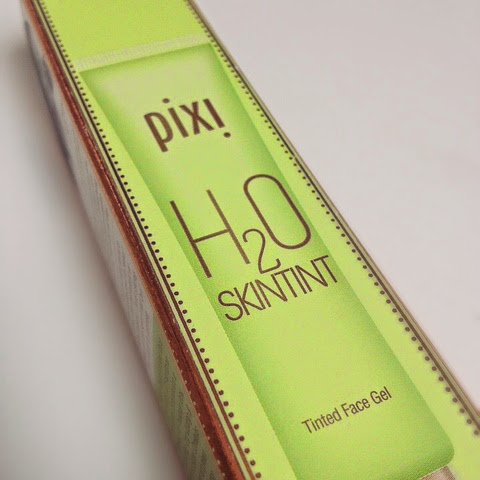 pixi
H2O
SKINTINT
Tinted Face Gel